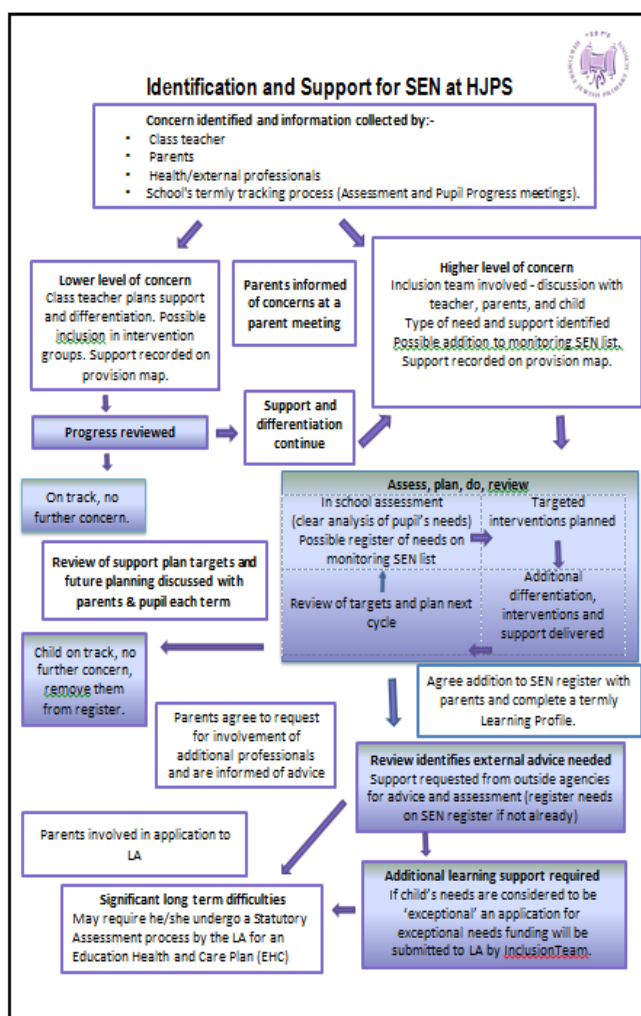 Identification and Support for SEN at HJPS
Concern identified and information collected by:-
▪ Class teacher
▪ Parents
▪ Health/external professionals
▪ School's termly tracking process (Assessment and Pupil Progress meetings).
Lower level of concern
Class teacher plans support
and differentiation. Possible
inclusion in intervention
groups. Support recorded on
provision map.
Parents informed
of concerns at a
parent meeting
Higher level of concern
Inclusion team involved - discussion with
teacher, parents, and child
Type of need and support identified
Possible addition to monitoring SEN list.
Support recorded on provision map.
Progress reviewed
Support and
differentiation
continue
On track, no
further concern.
Assess, plan, do, review
In school assessment
(clear analysis of pupil's needs)
Possible register of needs on
monitoring SEN list
Targeted
interventions planned
Review of targets and plan next
cycle
Additional
differentiation,
interventions and
support delivered
Review of support plan targets and
future planning discussed with
parents & pupil each term
Child on track, no
further concern,
remove them
from register.
Agree addition to SEN register with
parents and complete a termly
Learning Profile.
Parents agree to request
for involvement of
additional professionals
and are informed of advice
Review identifies external advice needed
Support requested from outside agencies
for advice and assessment (register needs
on SEN register if not already)
Parents involved in application to
LA
Significant long term difficulties
May require he/she undergo a Statutory
Assessment process by the LA for an
Education Health and Care Plan (EHC)
Additional learning support required
If child's needs are considered to be
'exceptional' an application for
exceptional needs funding will be
submitted to LA by InclusionTeam.